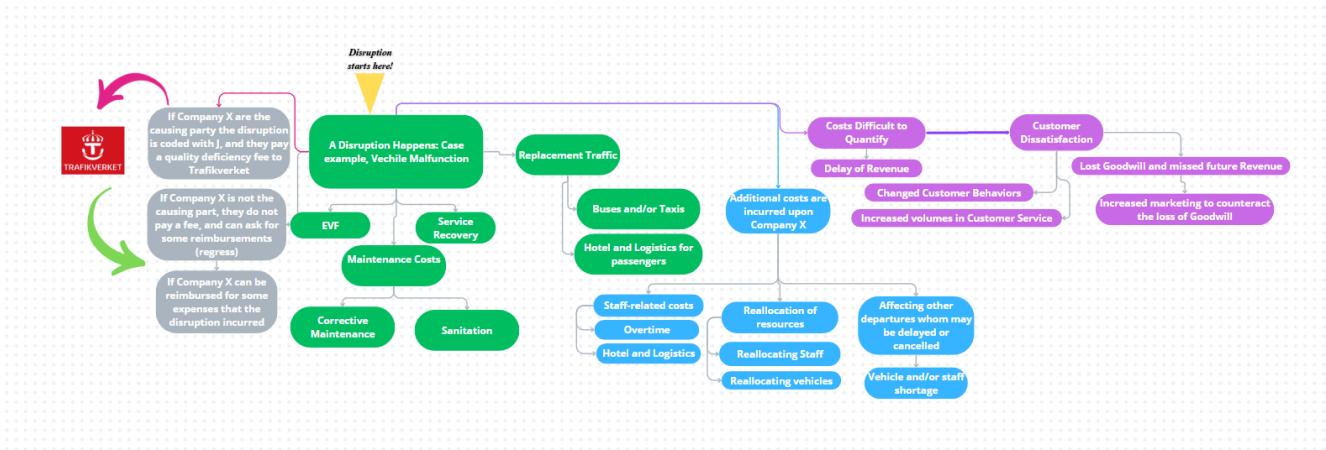 Disruption
starts here!
If Company X are the
causing party the disruption
is coded with J, and they pay
a quality deficiency fee to
Trafikverket
TRAFIKVERKET
If Company X is not the
causing part, they do not
pay a fee, and can ask for
some reimbursements
(regress)
If Company X can be
reimbursed for some
expenses that the
disruption incurred
A Disruption Happens: Case
example, Vechile Malfunction
EVF
Service
Recovery
Maintenance Costs
Corrective
Maintenance
Sanitation
Replacement Traffic
Buses and/or Taxis
Hotel and Logistics for
passengers
Additional costs are
incurred upon
Company X
Staff-related costs
Overtime
Hotel and Logistics
Reallocation of
resources
Reallocating Staff
Reallocating vehicles
Affecting other
departures whom may
be delayed or
cancelled
Vehicle and/or staff
shortage
Costs Difficult to
Quantify
Delay of Revenue
Customer
Dissatisfaction
Changed Customer Behaviors
Increased volumes in Customer Service
Lost Goodwill and missed future Revenue
Increased marketing to counteract
the loss of Goodwill